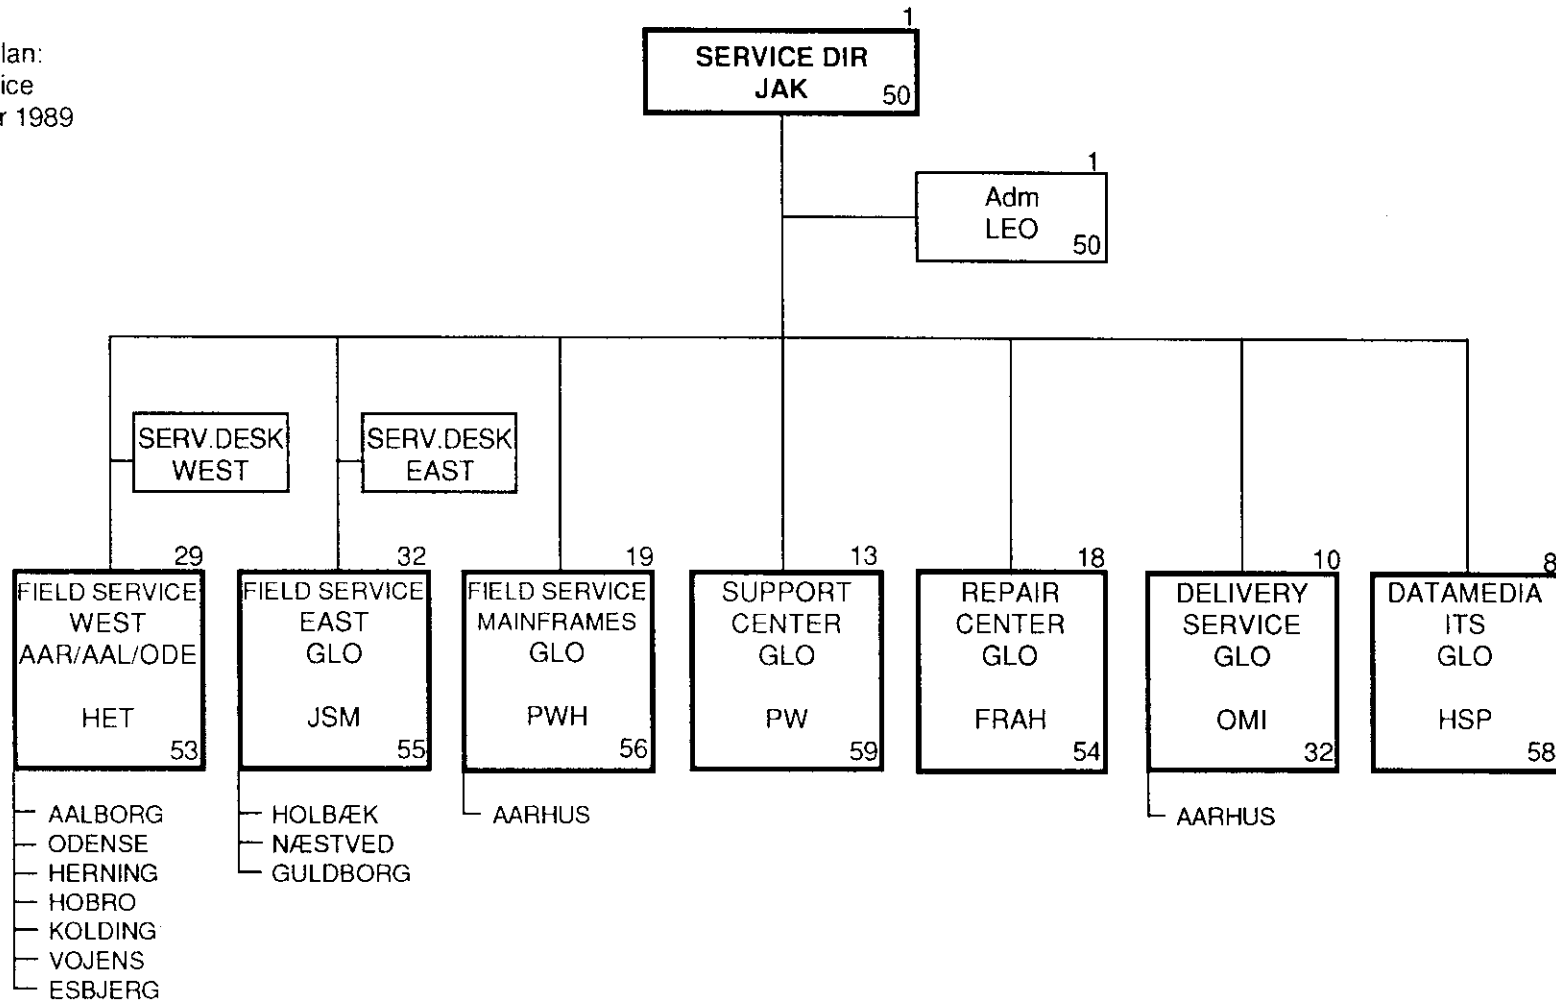 lan:
ice
r 1989
1
SERVICE DIR
JAK
50
1
Adm
LEO
50
SERV.DESK
WEST
SERV.DESK
EAST
29
FIELD SERVICE
WEST
AAR/AAL/ODE
HET
53
32
FIELD SERVICE
EAST
GLO
JSM
55
19
FIELD SERVICE
MAINFRAMES
GLO
PWH
56
13
SUPPORT
CENTER
GLO
PW
59
18
REPAIR
CENTER
GLO
FRAH
54
10
DELIVERY
SERVICE
GLO
OMI
32
8
DATAMEDIA
ITS
GLO
HSP
58
AALBORG
ODENSE
HERNING
HOBRO
KOLDING
VOJENS
ESBJERG
HOLBÆK
NÆSTVED
GULDBORG
AARHUS
AARHUS